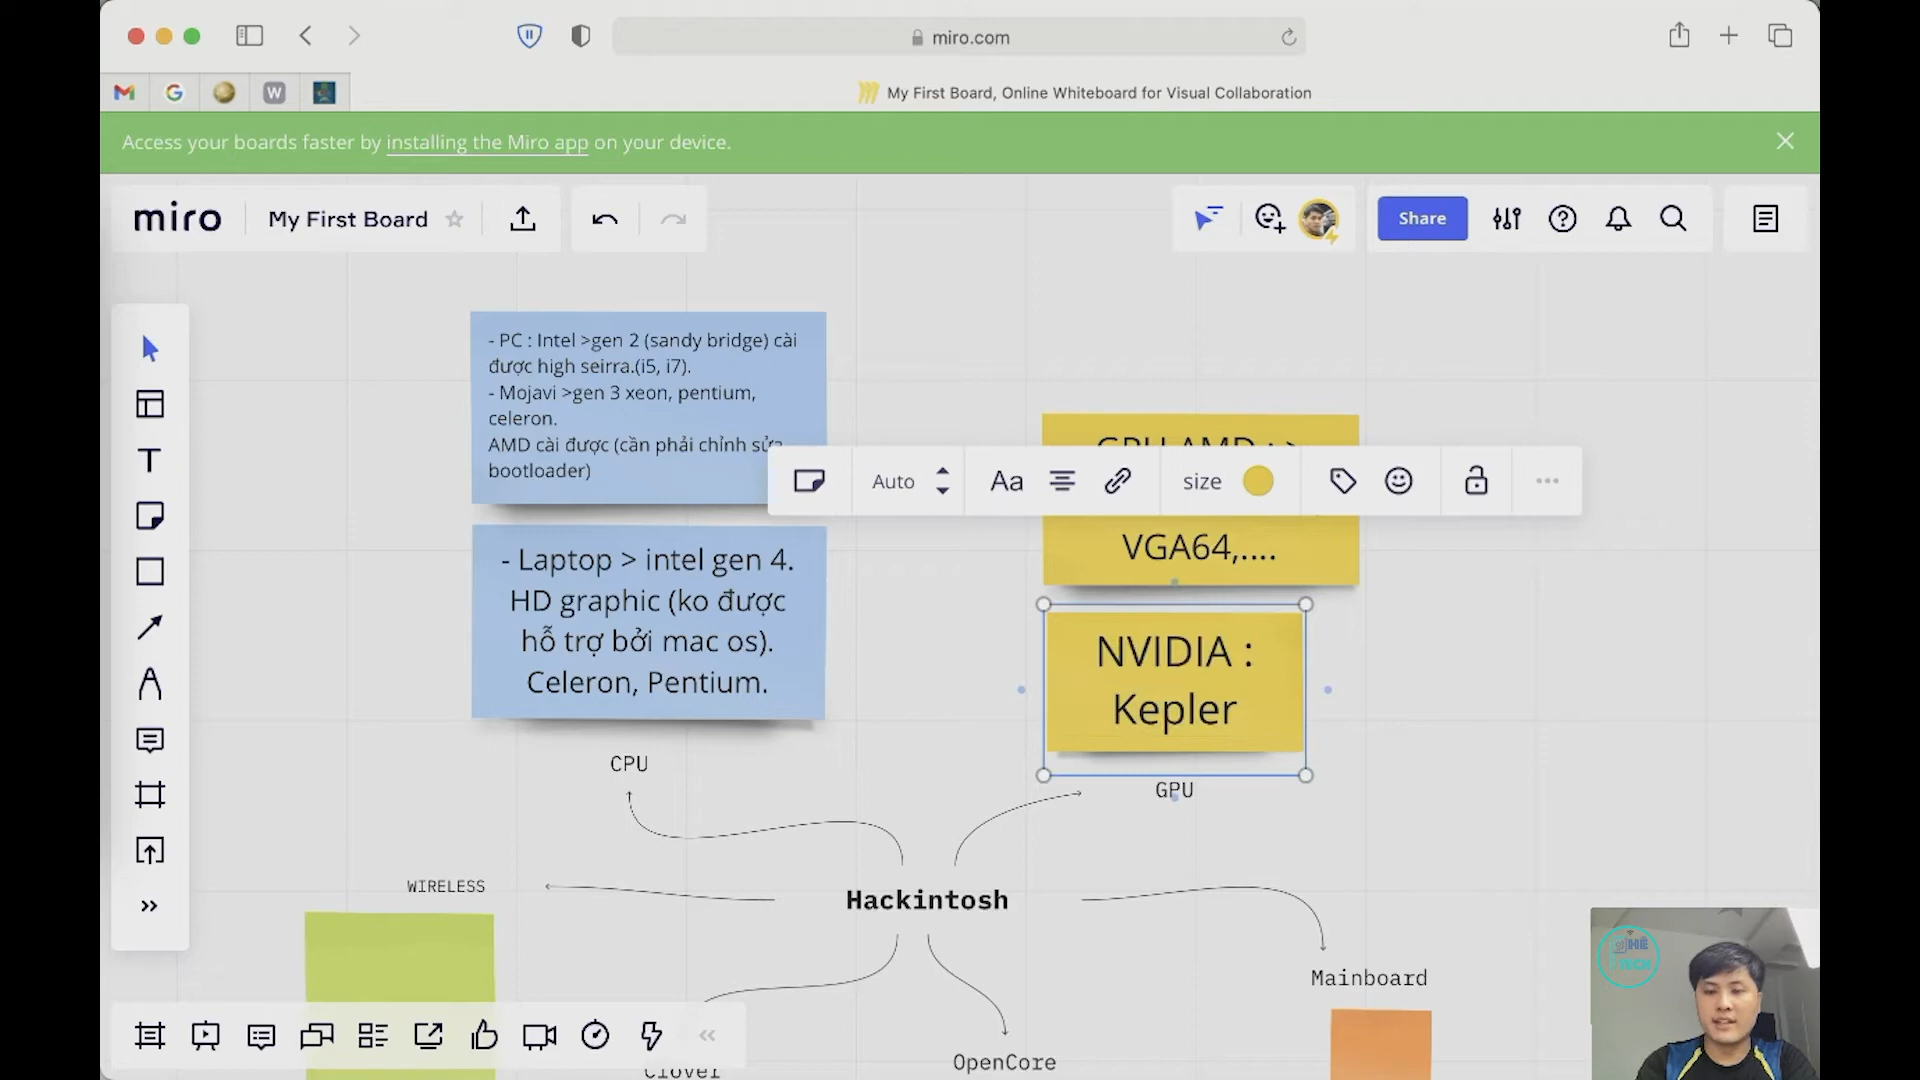 miro.com
W
My First Board, Online Whiteboard for Visual Collaboration
Access your boards faster by installing the Miro app on your device.
miro
My First Board
Share
- PC : Intel >gen 2 (sandy bridge) cài
được high seirra.(i5, i7).
- Mojavi >gen 3 xeon, pentium,
celeron.
AMD cài được (cần phải chỉnh sửa
bootloader)
GPU AMD : >
Auto
Aa
size
VGA64,....
- Laptop > intel gen 4.
HD graphic (ko được
hỗ trợ bởi mac os).
Celeron, Pentium.
NVIDIA :
Kepler
CPU
GPU
WIRELESS
Hackintosh
Mainboard
OpenCore
Clover
TECH